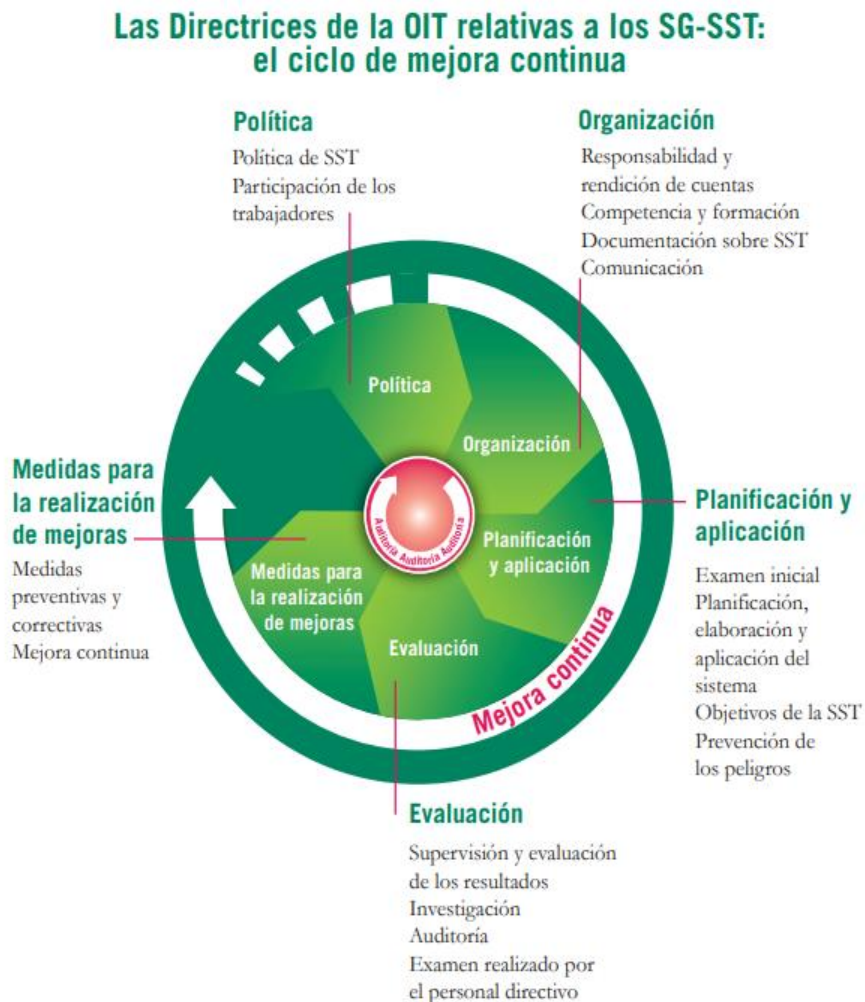 Las Directrices de la OIT relativas a los SG-SST:
el ciclo de mejora continua
Política
Política de SST
Participación de los
trabajadores
Organización
Responsabilidad y
rendición de cuentas
Competencia y formación
Documentación sobre SST
Comunicación
Política
Organización
Planificación
y aplicación
Evaluación
Medidas para
la realización
de mejoras
Auditoría Auditoría Auditoría
Mejora continua
Medidas para
la realización
de mejoras
Medidas
preventivas y
correctivas
Mejora continua
Planificación y
aplicación
Examen inicial
Planificación,
elaboración y
aplicación del
sistema
Objetivos de la SST
Prevención de
los peligros
Evaluación
Supervisión y evaluación
de los resultados
Investigación
Auditoría
Examen realizado por
el personal directivo